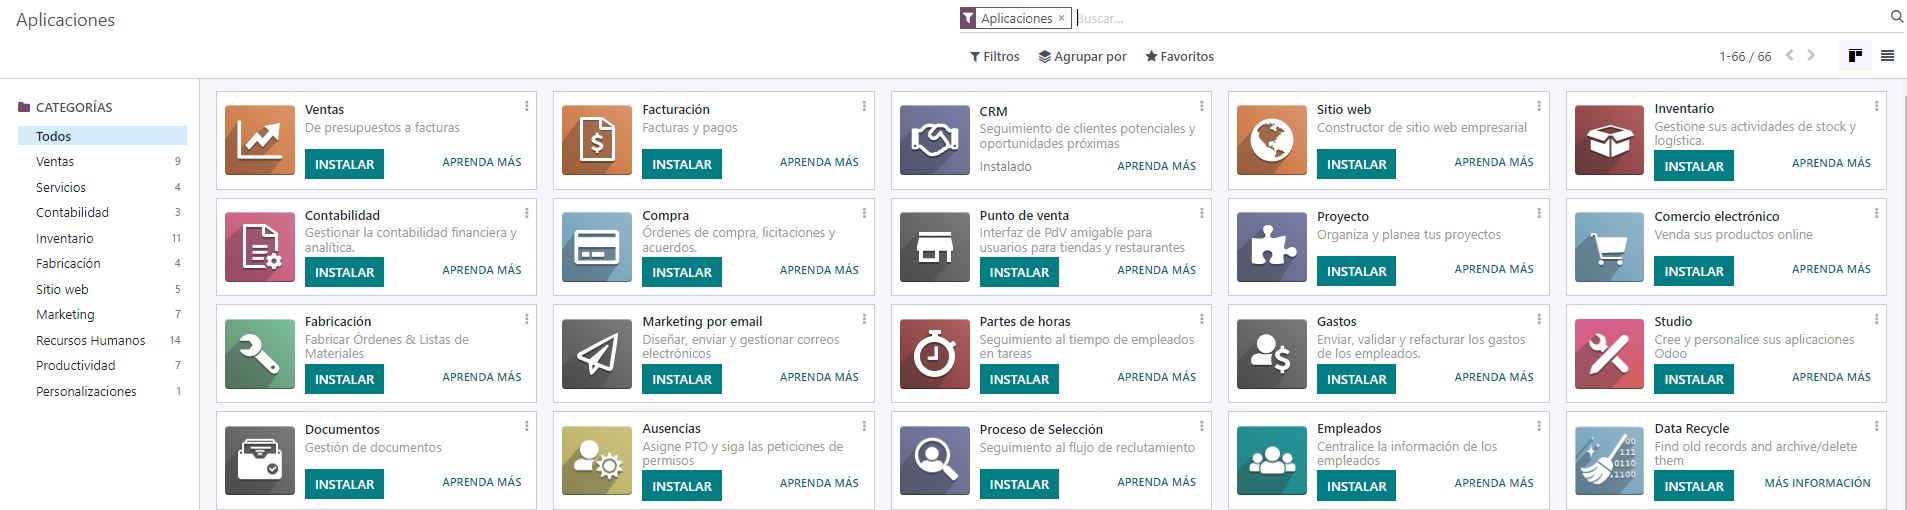 Aplicaciones
Aplicaciones ×
Buscar...
Filtros Agrupar por Favoritos
1-66 / 66
CATEGORÍAS
Todos
Ventas 9
Servicios 4
Contabilidad 3
Inventario 11
Fabricación 4
Sitio web 5
Marketing 7
Recursos Humanos 14
Productividad 7
Personalizaciones 1
Ventas
De presupuestos a facturas
INSTALAR APRENDA MÁS
Facturación
Facturas y pagos
INSTALAR APRENDA MÁS
CRM
Seguimiento de clientes potenciales y
oportunidades próximas
Instalado APRENDA MÁS
Sitio web
Constructor de sitio web empresarial
INSTALAR APRENDA MÁS
Inventario
Gestione sus actividades de stock y
logística.
INSTALAR APRENDA MÁS
Contabilidad
Gestionar la contabilidad financiera y
analítica.
INSTALAR APRENDA MÁS
Compra
Órdenes de compra, licitaciones y
acuerdos.
INSTALAR APRENDA MÁS
Punto de venta
Interfaz de PdV amigable para
usuarios para tiendas y restaurantes
INSTALAR APRENDA MÁS
Proyecto
Organiza y planea tus proyectos
INSTALAR APRENDA MÁS
Comercio electrónico
Venda sus productos online
INSTALAR APRENDA MÁS
Fabricación
Fabricar Órdenes & Listas de
Materiales
INSTALAR APRENDA MÁS
Marketing por email
Diseñar, enviar y gestionar correos
electrónicos
INSTALAR APRENDA MÁS
Partes de horas
Seguimiento al tiempo de empleados
en tareas
INSTALAR APRENDA MÁS
Gastos
Enviar, validar y refacturar los gastos
de los empleados.
INSTALAR APRENDA MÁS
Studio
Cree y personalice sus aplicaciones
Odoo
INSTALAR APRENDA MÁS
Documentos
Gestión de documentos
INSTALAR APRENDA MÁS
Ausencias
Asigne PTO y siga las peticiones de
permisos
INSTALAR APRENDA MÁS
Proceso de Selección
Seguimiento al flujo de reclutamiento
INSTALAR APRENDA MÁS
Empleados
Centralice la información de los
empleados
INSTALAR APRENDA MÁS
Data Recycle
Find old records and archive/delete
them
INSTALAR MÁS INFORMACIÓN